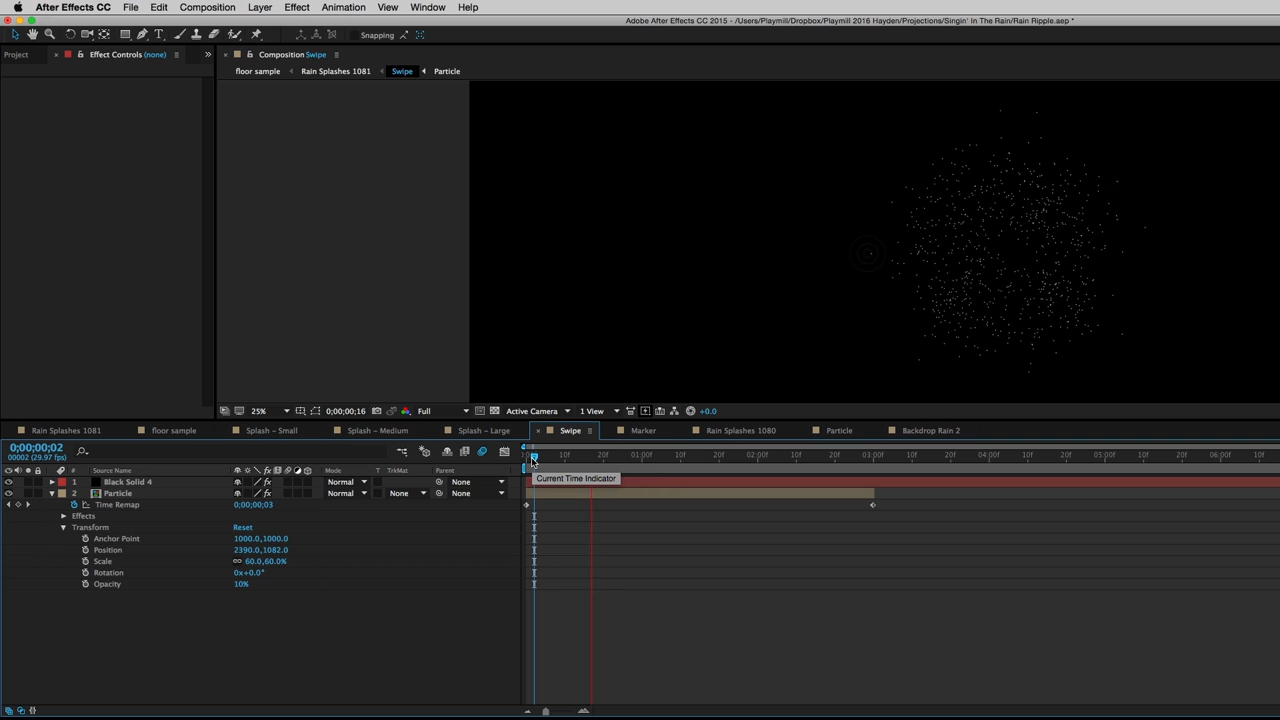 After Effects CC File Edit Composition Layer Effect Animation View Window Help
Adobe After Effects CC 2015 - /Users/Playmill/Dropbox/Playmill 2016 Hayden/Projections/Singin' In The Rain/Rain Ripple.aep *
Snapping
Project × Effect Controls (none) » × Composition Swipe
floor sample Rain Splashes 1081 Swipe Particle
25% 0;00;00;16 Full Active Camera 1 View +0.0
Rain Splashes 1081 floor sample Splash – Small Splash – Medium Splash – Large × Swipe Marker Rain Splashes 1080 Particle Backdrop Rain 2
0;00;00;02
00002 (29.97 fps)
10f 20f 01:00f 10f 20f 02:00f 10f 20f 03:00f 10f 20f 04:00f 10f 20f 05:00f 10f 20f 06:00f 10f
# Source Name Mode T TrkMat Parent
Current Time Indicator
1 Black Solid 4 Normal None
2 Particle Normal None None
Time Remap 0;00;00;03
Effects
Transform Reset
Anchor Point 1000.0,1000.0
Position 2390.0,1082.0
Scale 60.0,60.0%
Rotation 0x+0.0°
Opacity 10%